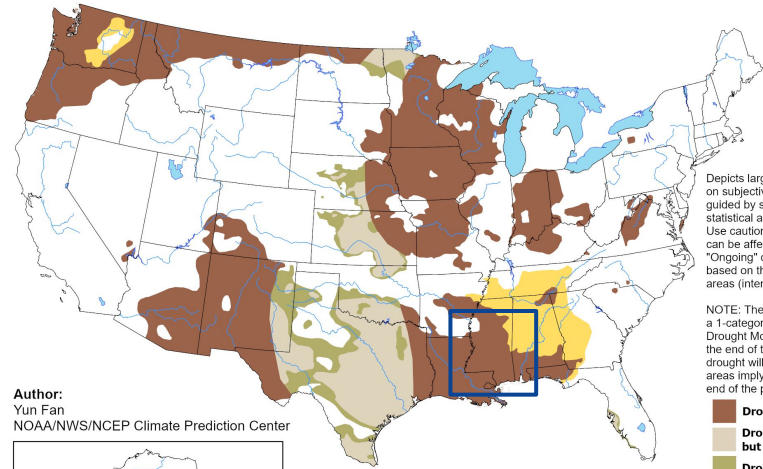 Depicts larg
on subjectiv
guided by s
statistical a
Use caution
can be affe
"Ongoing" d
based on th
areas (inter
NOTE: The
a 1-categor
Drought Mo
the end of t
drought will
areas imply
end of the p
Dro
Dro
but
Dro
Author:
Yun Fan
NOAA/NWS/NCEP Climate Prediction Center